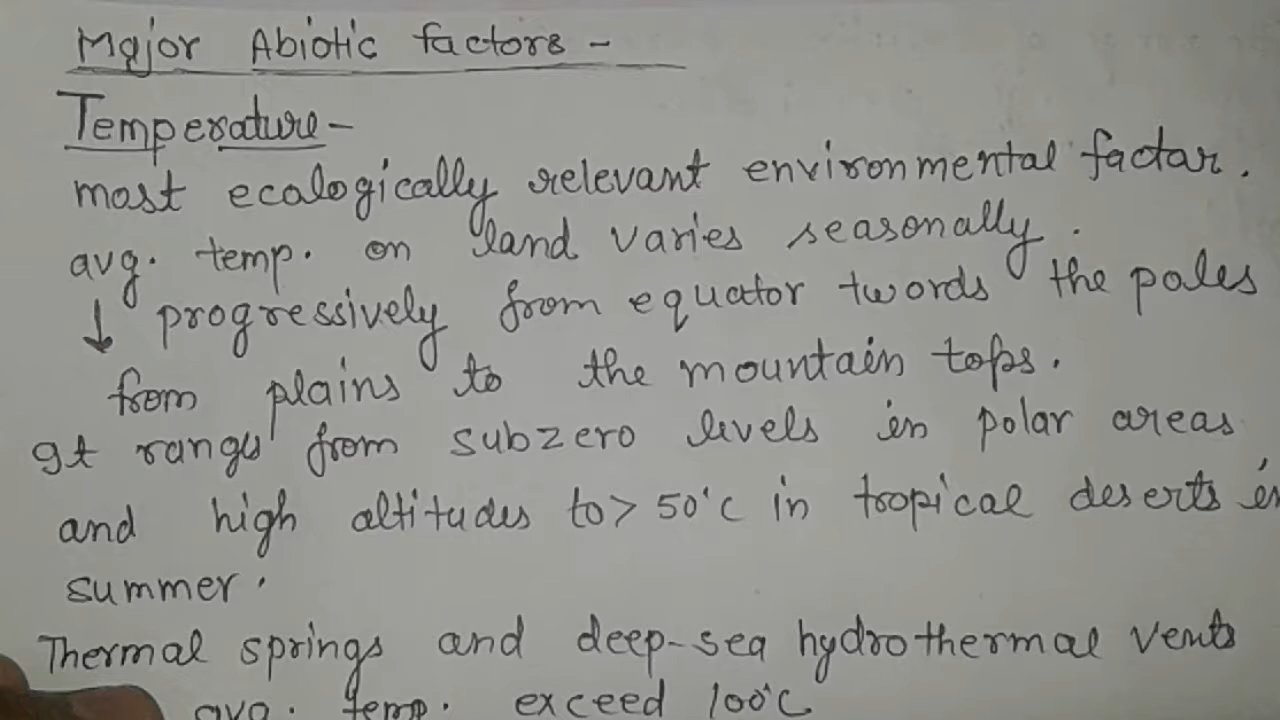 Major Abiotic factors -
Temperature -
most ecologically relevant environmental factor.
avg. temp. on land varies seasonally.
↓ progressively from equator twords the poles
from plains to the mountain tops.
It ranges from subzero levels in polar areas
and high altitudes to > 50°C in tropical deserts in
summer.
Thermal springs and deep-sea hydrothermal vents
avg. temp. exceed 100°C